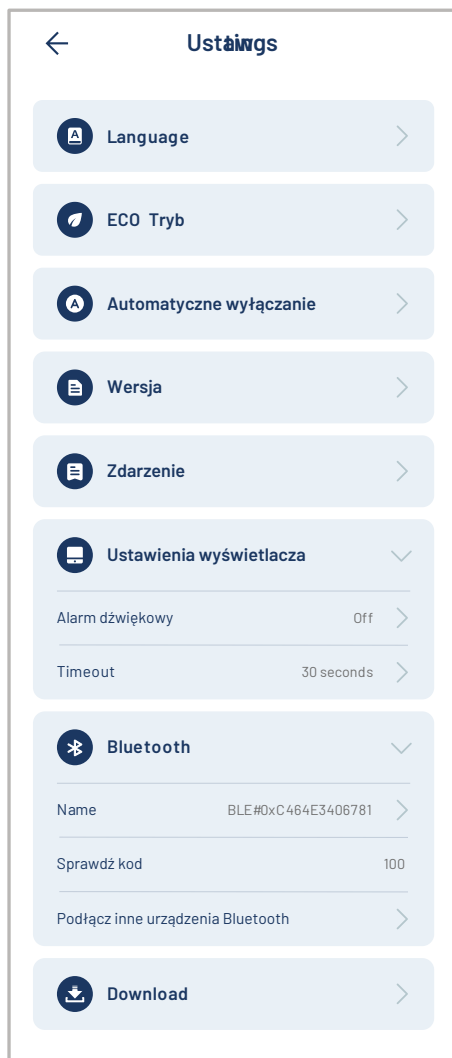 Language
ECO Tryb
Automatyczne wyłączanie
Wersja
Zdarzenie
Ustawienia wyświetlacza
Alarm dźwiękowy Off
Timeout 30 seconds
Bluetooth
Name BLE#0xC464E3406781
Sprawdź kod 100
Podłącz inne urządzenia Bluetooth
Download